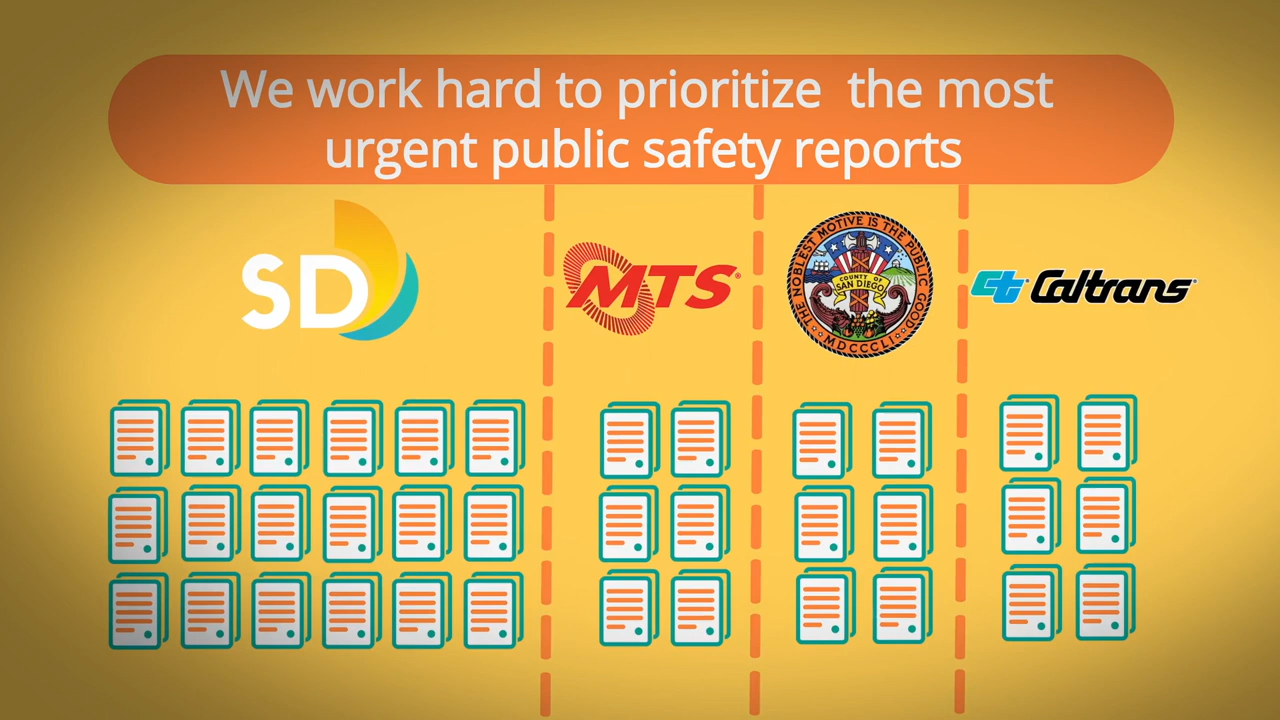 We work hard to prioritize  the most
urgent public safety reports
SD
MTS®
THE NOBLEST MOTIVE IS THE PUBLIC GOOD
COUNTY OF
SAN DIEGO
MDCCCLI
ct Caltrans